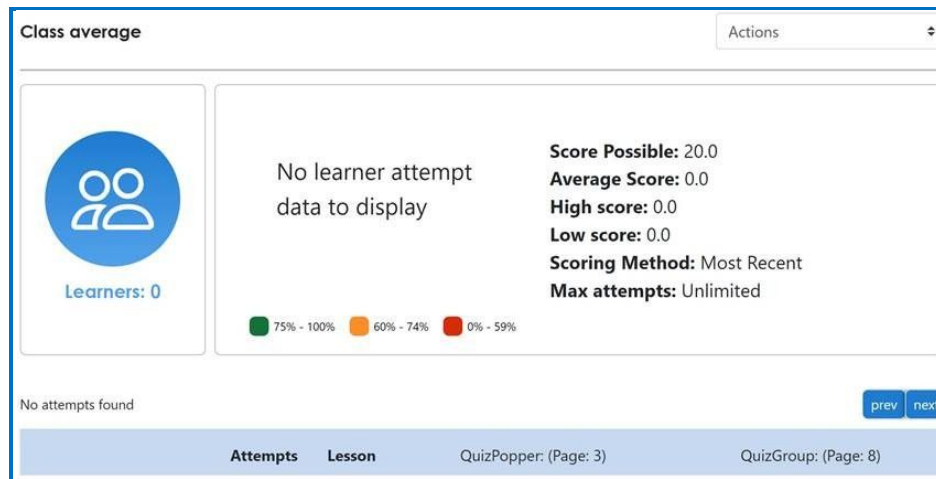 Class average
Actions
No learner attempt
data to display
Score Possible: 20.0
Average Score: 0.0
High score: 0.0
Low score: 0.0
Scoring Method: Most Recent
Max attempts: Unlimited
Learners: 0
75% - 100% 60% - 74% 0% - 59%
No attempts found
prev next
Attempts Lesson QuizPopper: (Page: 3) QuizGroup: (Page: 8)